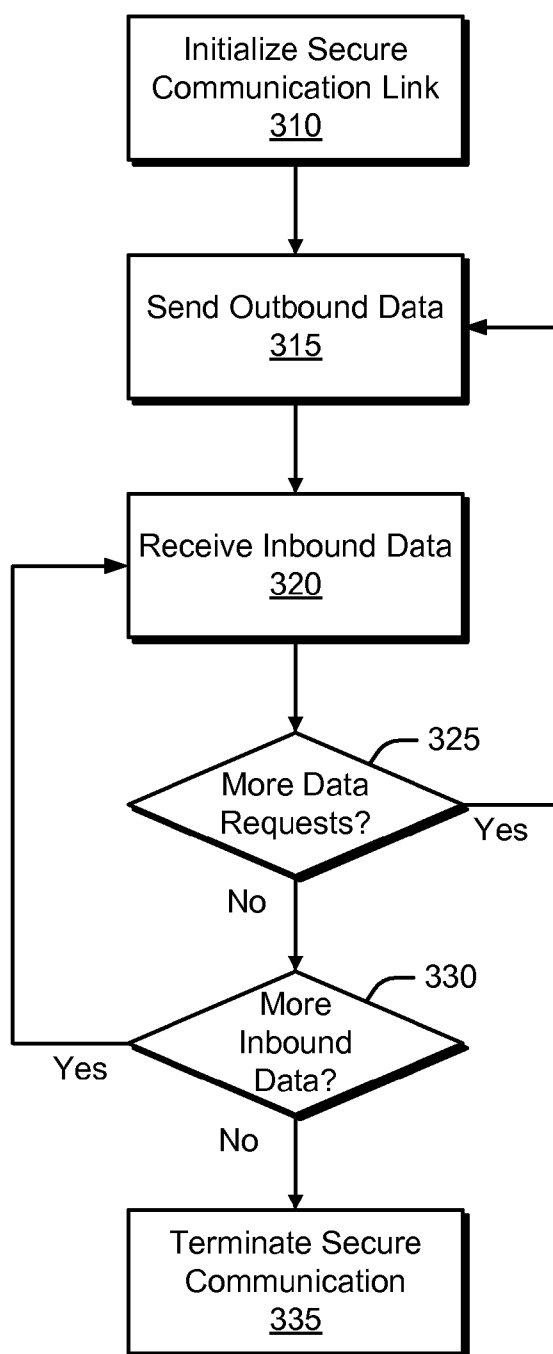 Initialize Secure
Communication Link
310
Send Outbound Data
315
Receive Inbound Data
320
325
More Data
Requests?
Yes
No
330
More
Inbound
Data?
Yes
No
Terminate Secure
Communication
335